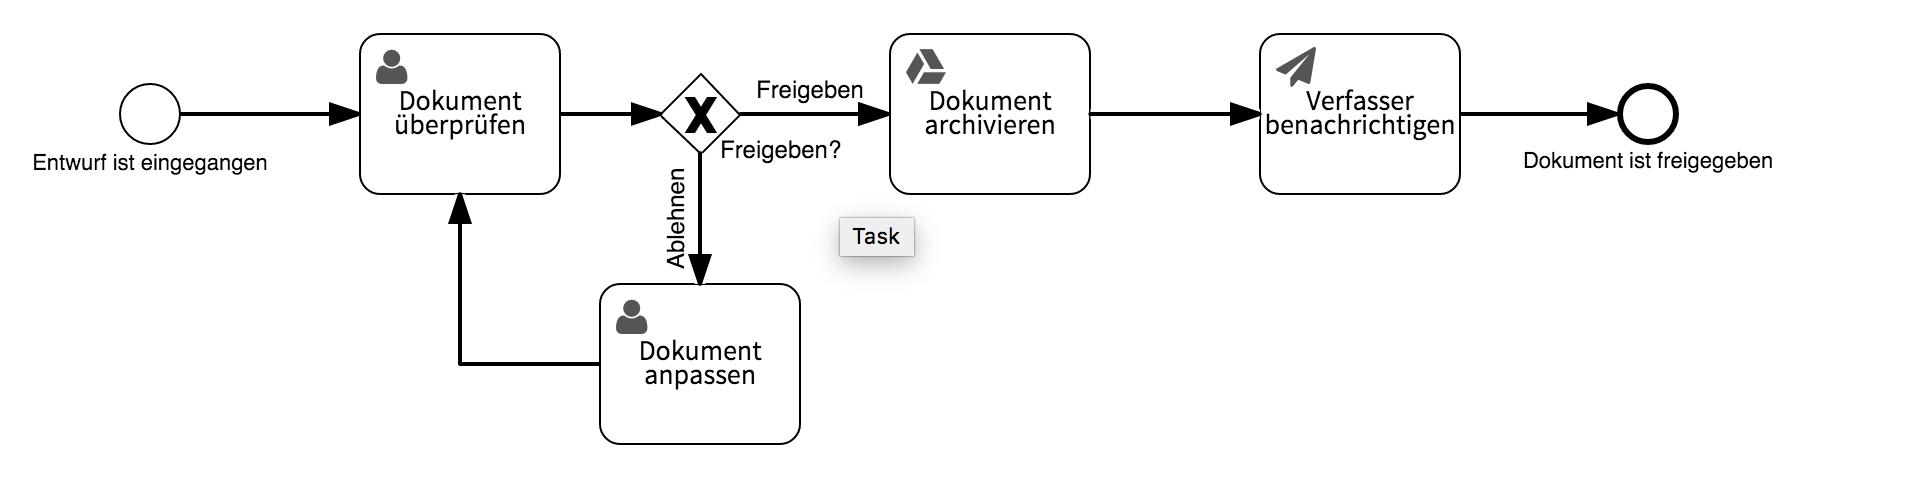 Entwurf ist eingegangen
Dokument
überprüfen
X
Freigeben
Freigeben?
Ablehnen
Dokument
anpassen
Task
Dokument
archivieren
Verfasser
benachrichtigen
Dokument ist freigegeben